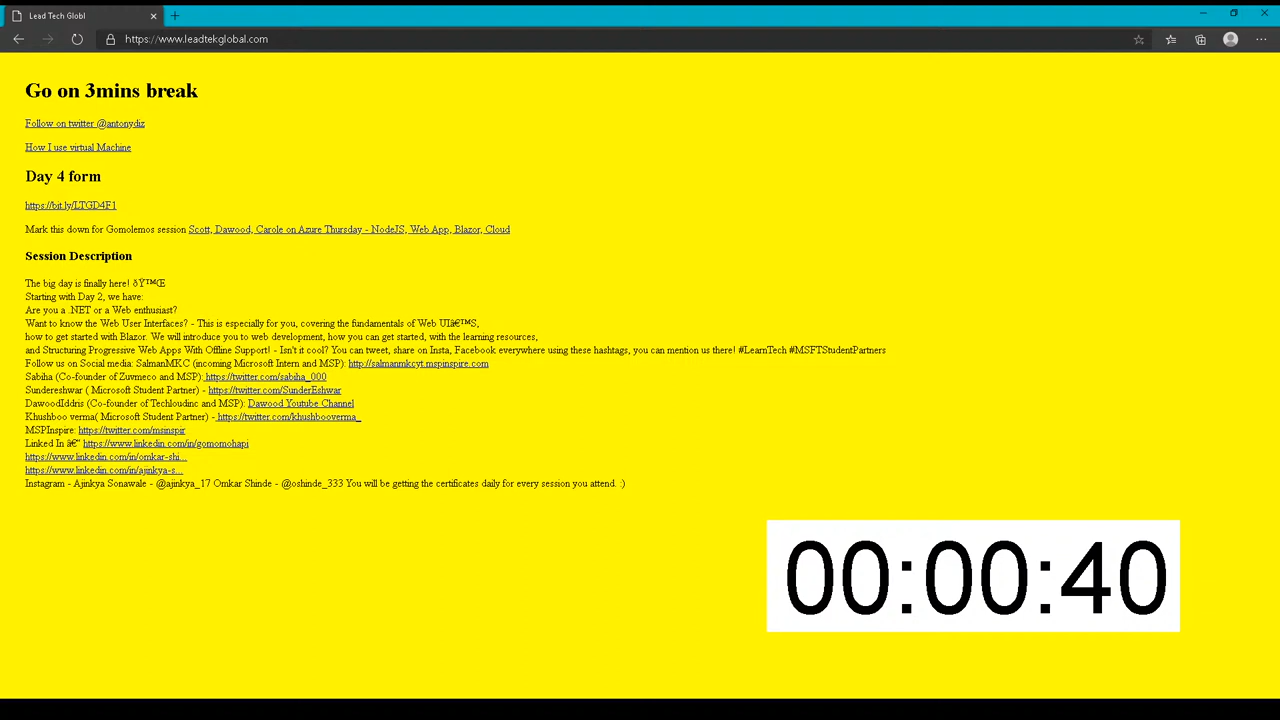 Lead Tech Globl
https://www.leadtekglobal.com
Go on 3mins break
Follow on twitter @antonydiz
How I use virtual Machine
Day 4 form
https://bit.ly/LTGD4F1
Mark this down for Gomolemos session Scott, Dawood, Carole on Azure Thursday - NodeJS, Web App, Blazor, Cloud
Session Description
The big day is finally here! ðŸ™Œ
Starting with Day 2, we have:
Are you a .NET or a Web enthusiast?
Want to know the Web User Interfaces? - This is especially for you, covering the fundamentals of Web UIâ€™S,
how to get started with Blazor. We will introduce you to web development, how you can get started, with the learning resources,
and Structuring Progressive Web Apps With Offline Support! - Isn't it cool? You can tweet, share on Insta, Facebook everywhere using these hashtags, you can mention us there! #LearnTech #MSFTStudentPartners
Follow us on Social media: SalmanMKC (incoming Microsoft Intern and MSP): http://salmanmkcyt.mspinspire.com
Sabiha (Co-founder of Zuvmeco and MSP): https://twitter.com/sabiha_000
Sundereshwar ( Microsoft Student Partner) - https://twitter.com/SunderEshwar
DawoodIddris (Co-founder of Techloudinc and MSP): Dawood Youtube Channel
Khushboo verma( Microsoft Student Partner) - https://twitter.com/khushbooverma_
MSPInspire: https://twitter.com/msinspir
Linked In â€“ https://www.linkedin.com/in/gomomohapi
https://www.linkedin.com/in/omkar-shi...
https://www.linkedin.com/in/ajinkya-s...
Instagram - Ajinkya Sonawale - @ajinkya_17 Omkar Shinde - @oshinde_333 You will be getting the certificates daily for every session you attend. :)
00:00:40